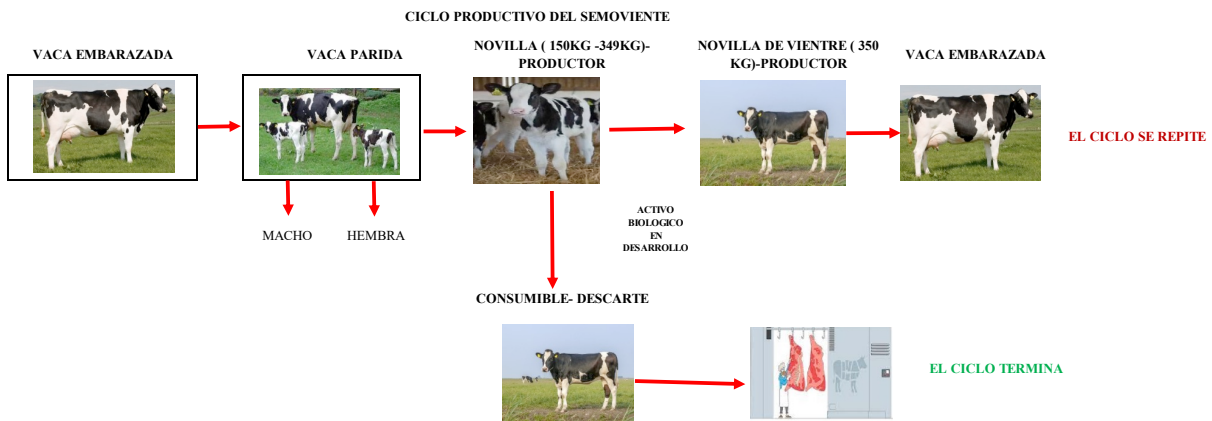 CICLO PRODUCTIVO DEL SEMOVIENTE
VACA EMBARAZADA
VACA PARIDA
NOVILLA ( 150KG -349KG)-
PRODUCTOR
NOVILLA DE VIENTRE ( 350
KG)-PRODUCTOR
VACA EMBARAZADA
EL CICLO SE REPITE
MACHO
HEMBRA
ACTIVO
BIOLOGICO
EN
DESARROLLO
CONSUMIBLE- DESCARTE
EL CICLO TERMINA